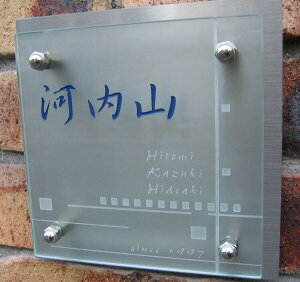 河内山
Hitomi
Kazuki
Hideaki
since 1997